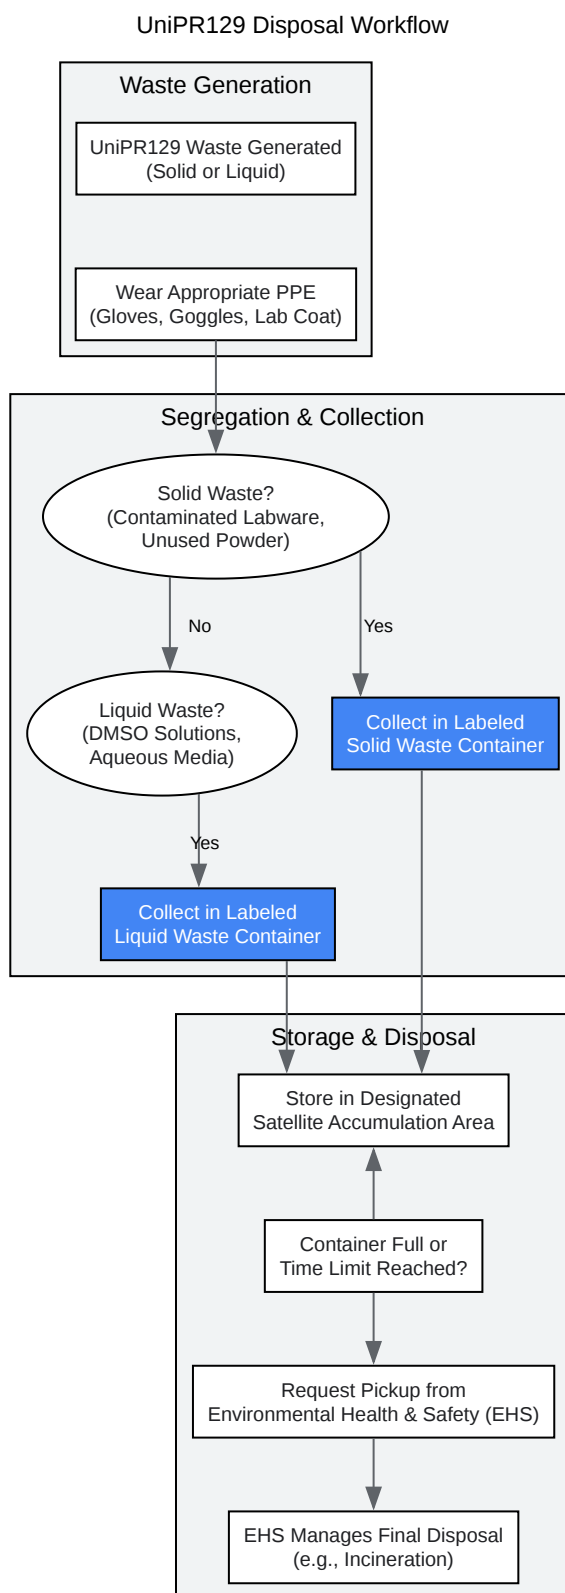 UniPR129 Disposal Workflow
Waste Generation
UniPR129 Waste Generated
(Solid or Liquid)
Wear Appropriate PPE
(Gloves, Goggles, Lab Coat)
Segregation & Collection
Solid Waste?
(Contaminated Labware,
Unused Powder)
No
Yes
Liquid Waste?
(DMSO Solutions,
Aqueous Media)
Collect in Labeled
Solid Waste Container
Yes
Collect in Labeled
Liquid Waste Container
Storage & Disposal
Store in Designated
Satellite Accumulation Area
Container Full or
Time Limit Reached?
Request Pickup from
Environmental Health & Safety (EHS)
EHS Manages Final Disposal
(e.g., Incineration)